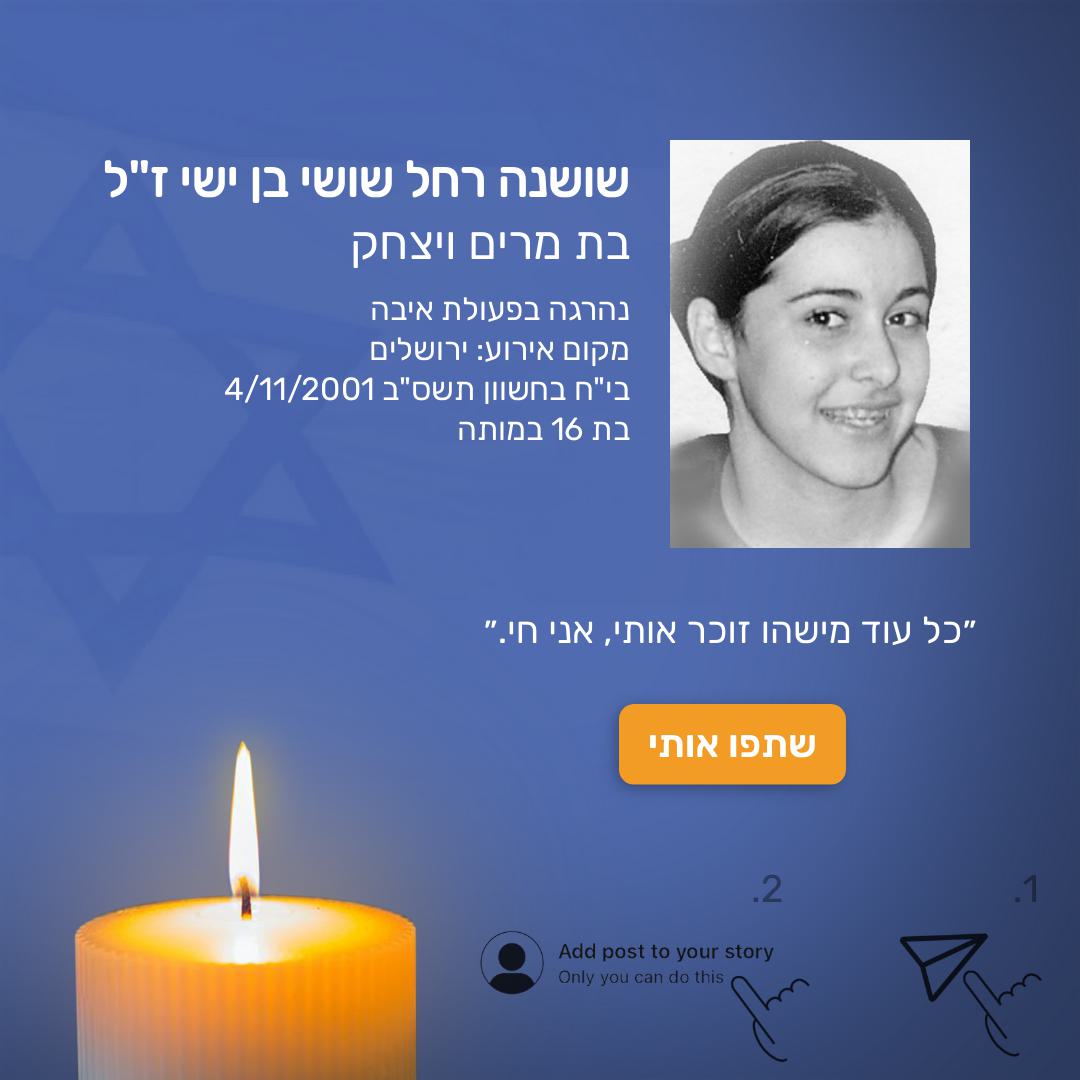 שושנה רחל שושי בן ישי ז"ל
בת מרים ויצחק
נהרגה בפעולת איבה
מקום אירוע: ירושלים
בי"ח בחשוון תשס"ב 4/11/2001
בת 16 במותה
״כל עוד מישהו זוכר אותי, אני חי.״
שתפו אותי
1.
2.
Add post to your story
Only you can do this